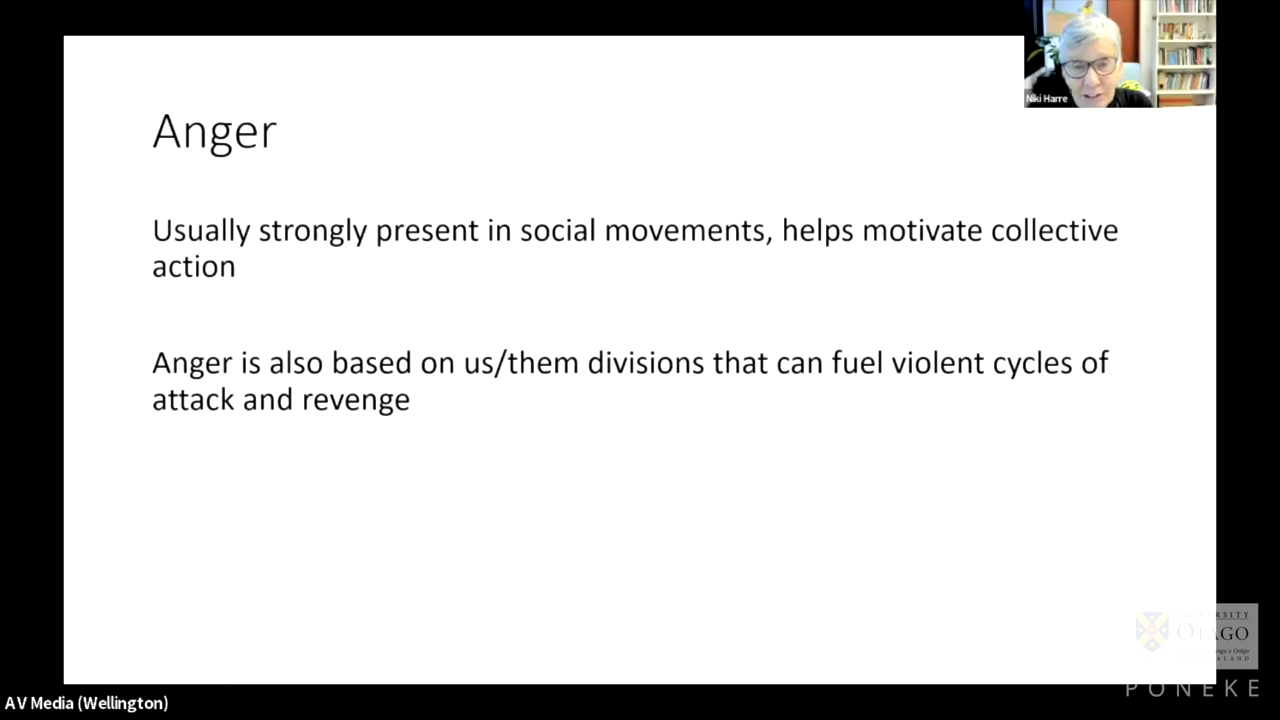 Niki Harre
Anger
Usually strongly present in social movements, helps motivate collective
action
Anger is also based on us/them divisions that can fuel violent cycles of
attack and revenge
OTAGO
PONEKE
AV Media (Wellington)